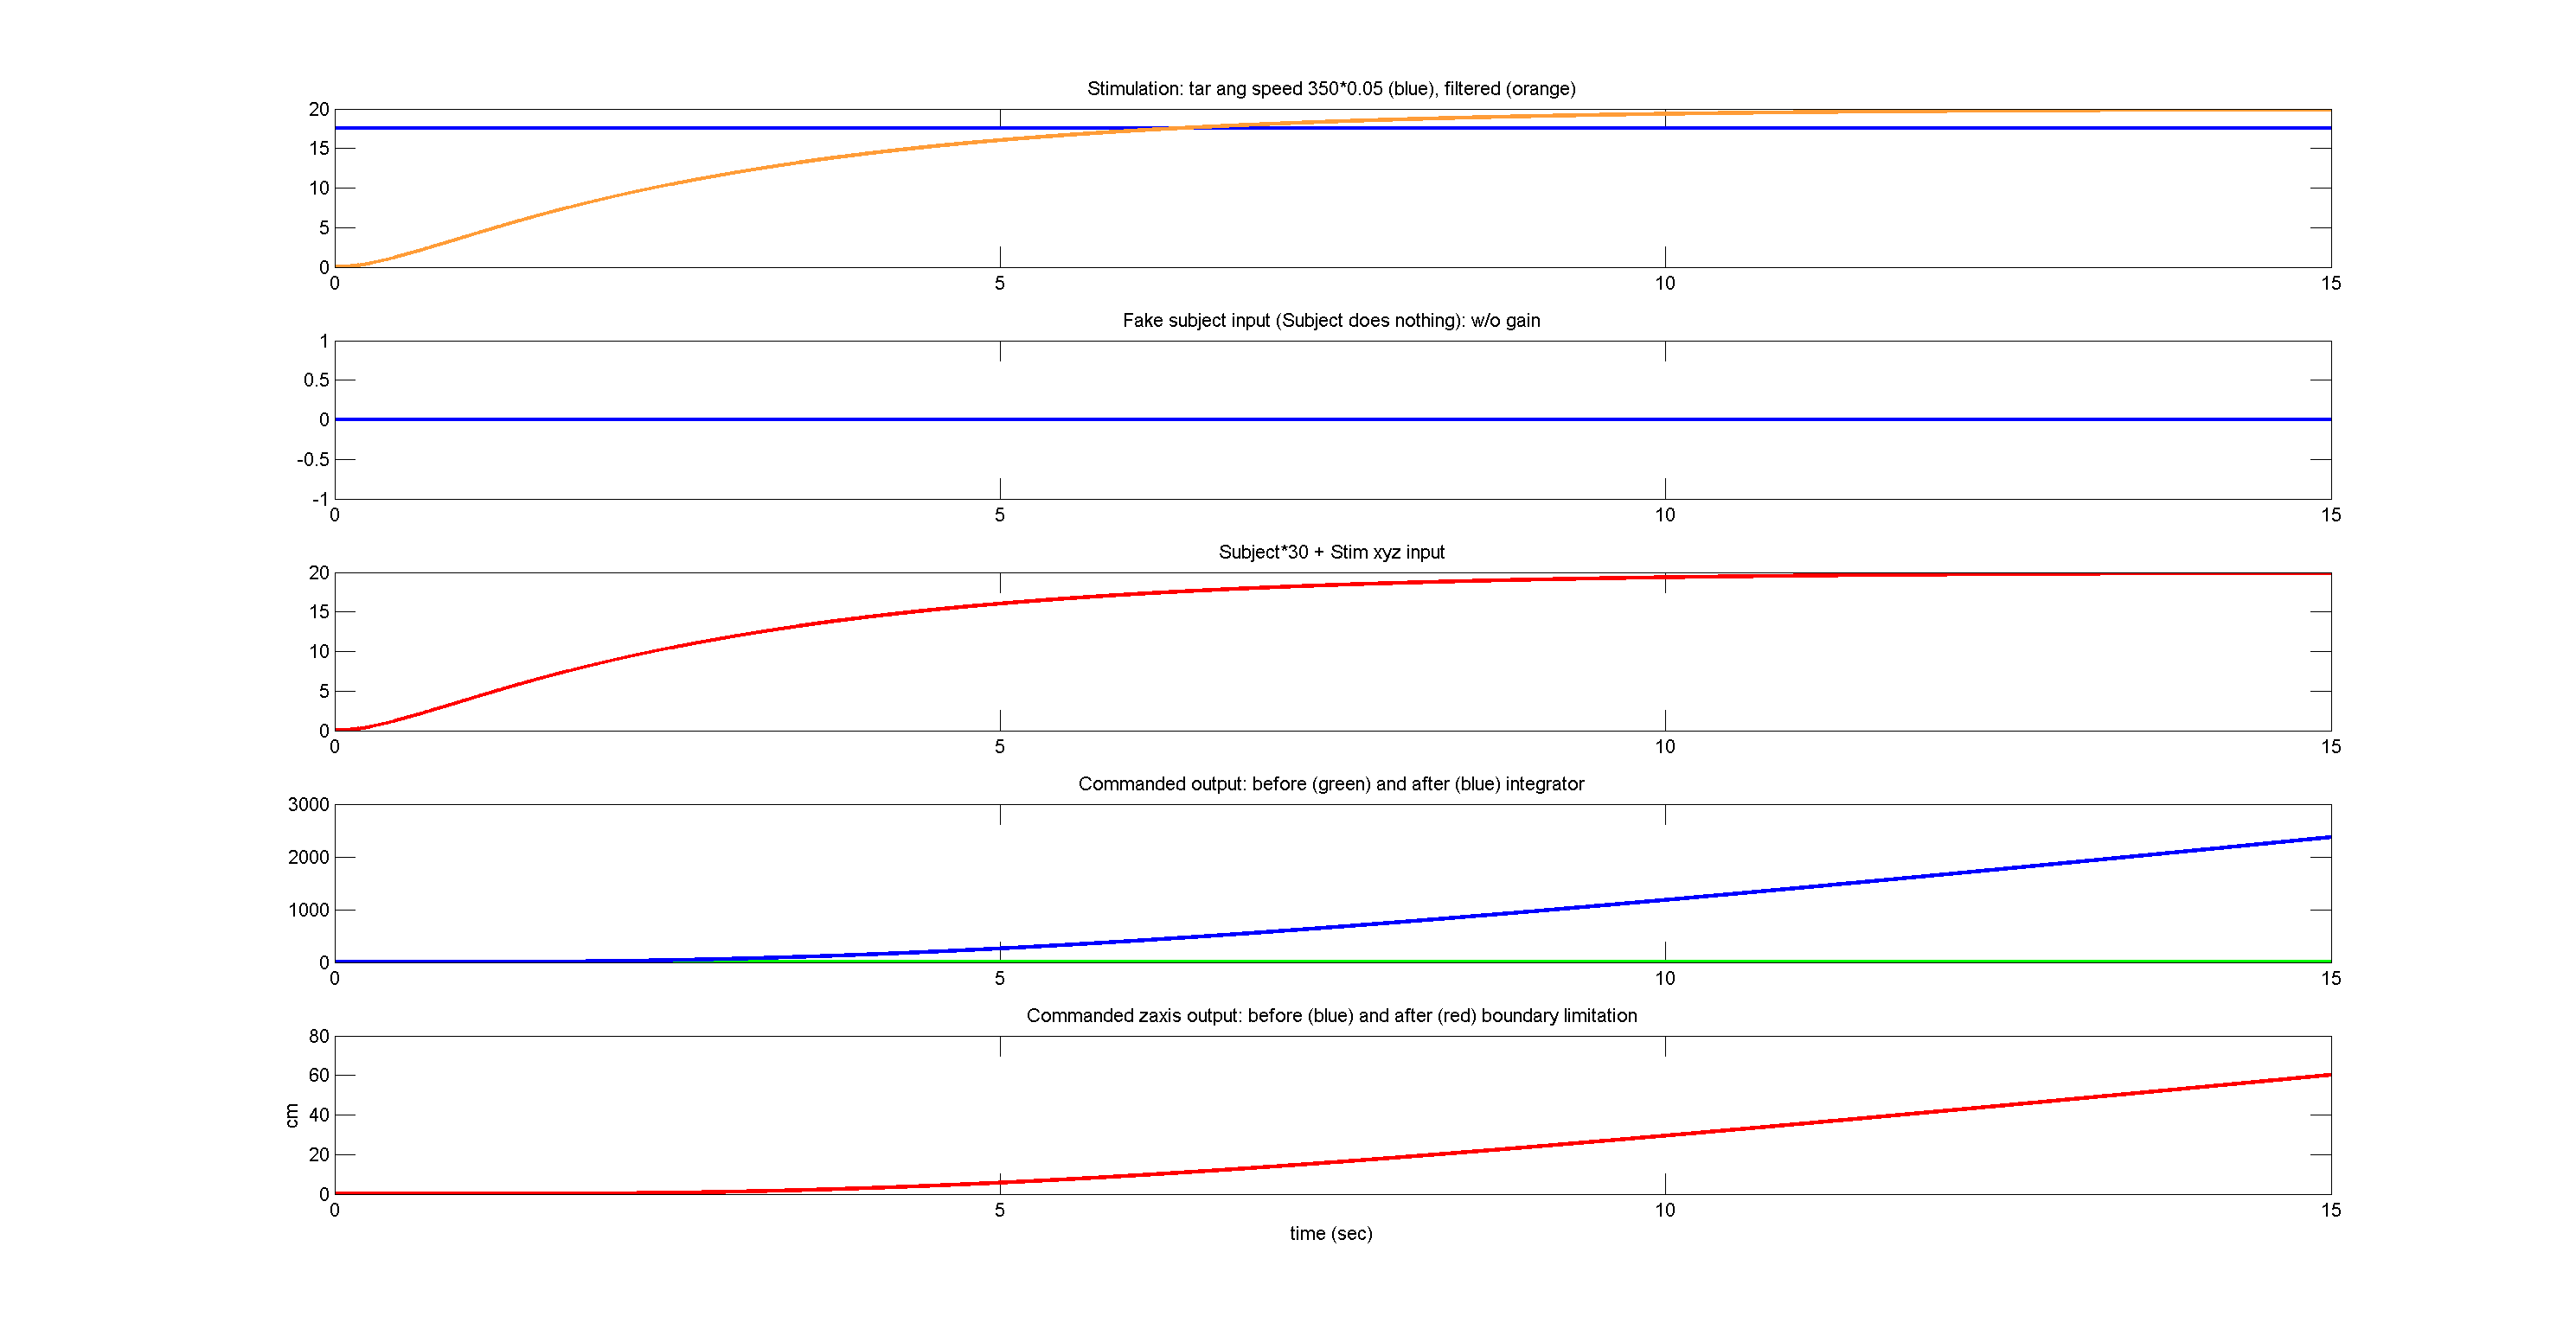 Stimulation: tar ang speed 350*0.05 (blue), filtered (orange)
20
15
10
5
0
0 5 10 15
Fake subject input (Subject does nothing): w/o gain
1
0.5
0
-0.5
-1
0 5 10 15
Subject*30 + Stim xyz input
20
15
10
5
0
0 5 10 15
Commanded output: before (green) and after (blue) integrator
3000
2000
1000
0
0 5 10 15
Commanded zaxis output: before (blue) and after (red) boundary limitation
80
60
40
20
0
cm
0 5 10 15
time (sec)